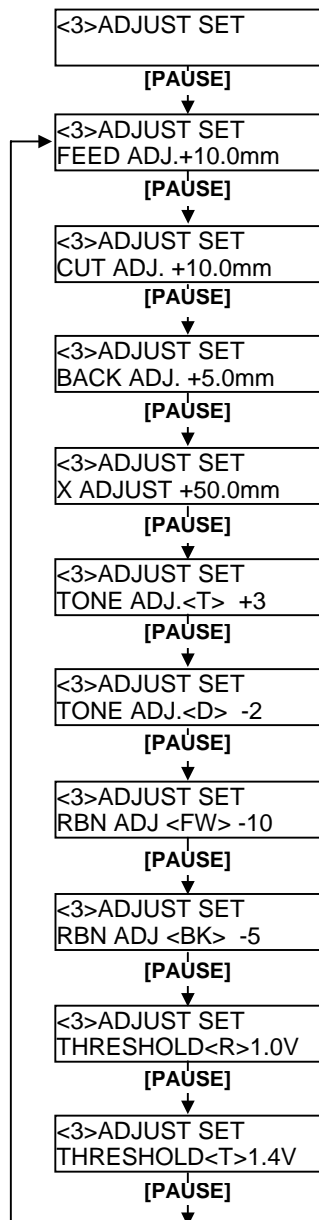 <3>ADJUST SET
[PAUSE]
<3>ADJUST SET
FEED ADJ.+10.0mm
[PAUSE]
<3>ADJUST SET
CUT ADJ. +10.0mm
[PAUSE]
<3>ADJUST SET
BACK ADJ. +5.0mm
[PAUSE]
<3>ADJUST SET
X ADJUST +50.0mm
[PAUSE]
<3>ADJUST SET
TONE ADJ.<T> +3
[PAUSE]
<3>ADJUST SET
TONE ADJ.<D> -2
[PAUSE]
<3>ADJUST SET
RBN ADJ <FW> -10
[PAUSE]
<3>ADJUST SET
RBN ADJ <BK> -5
[PAUSE]
<3>ADJUST SET
THRESHOLD<R>1.0V
[PAUSE]
<3>ADJUST SET
THRESHOLD<T>1.4V
[PAUSE]